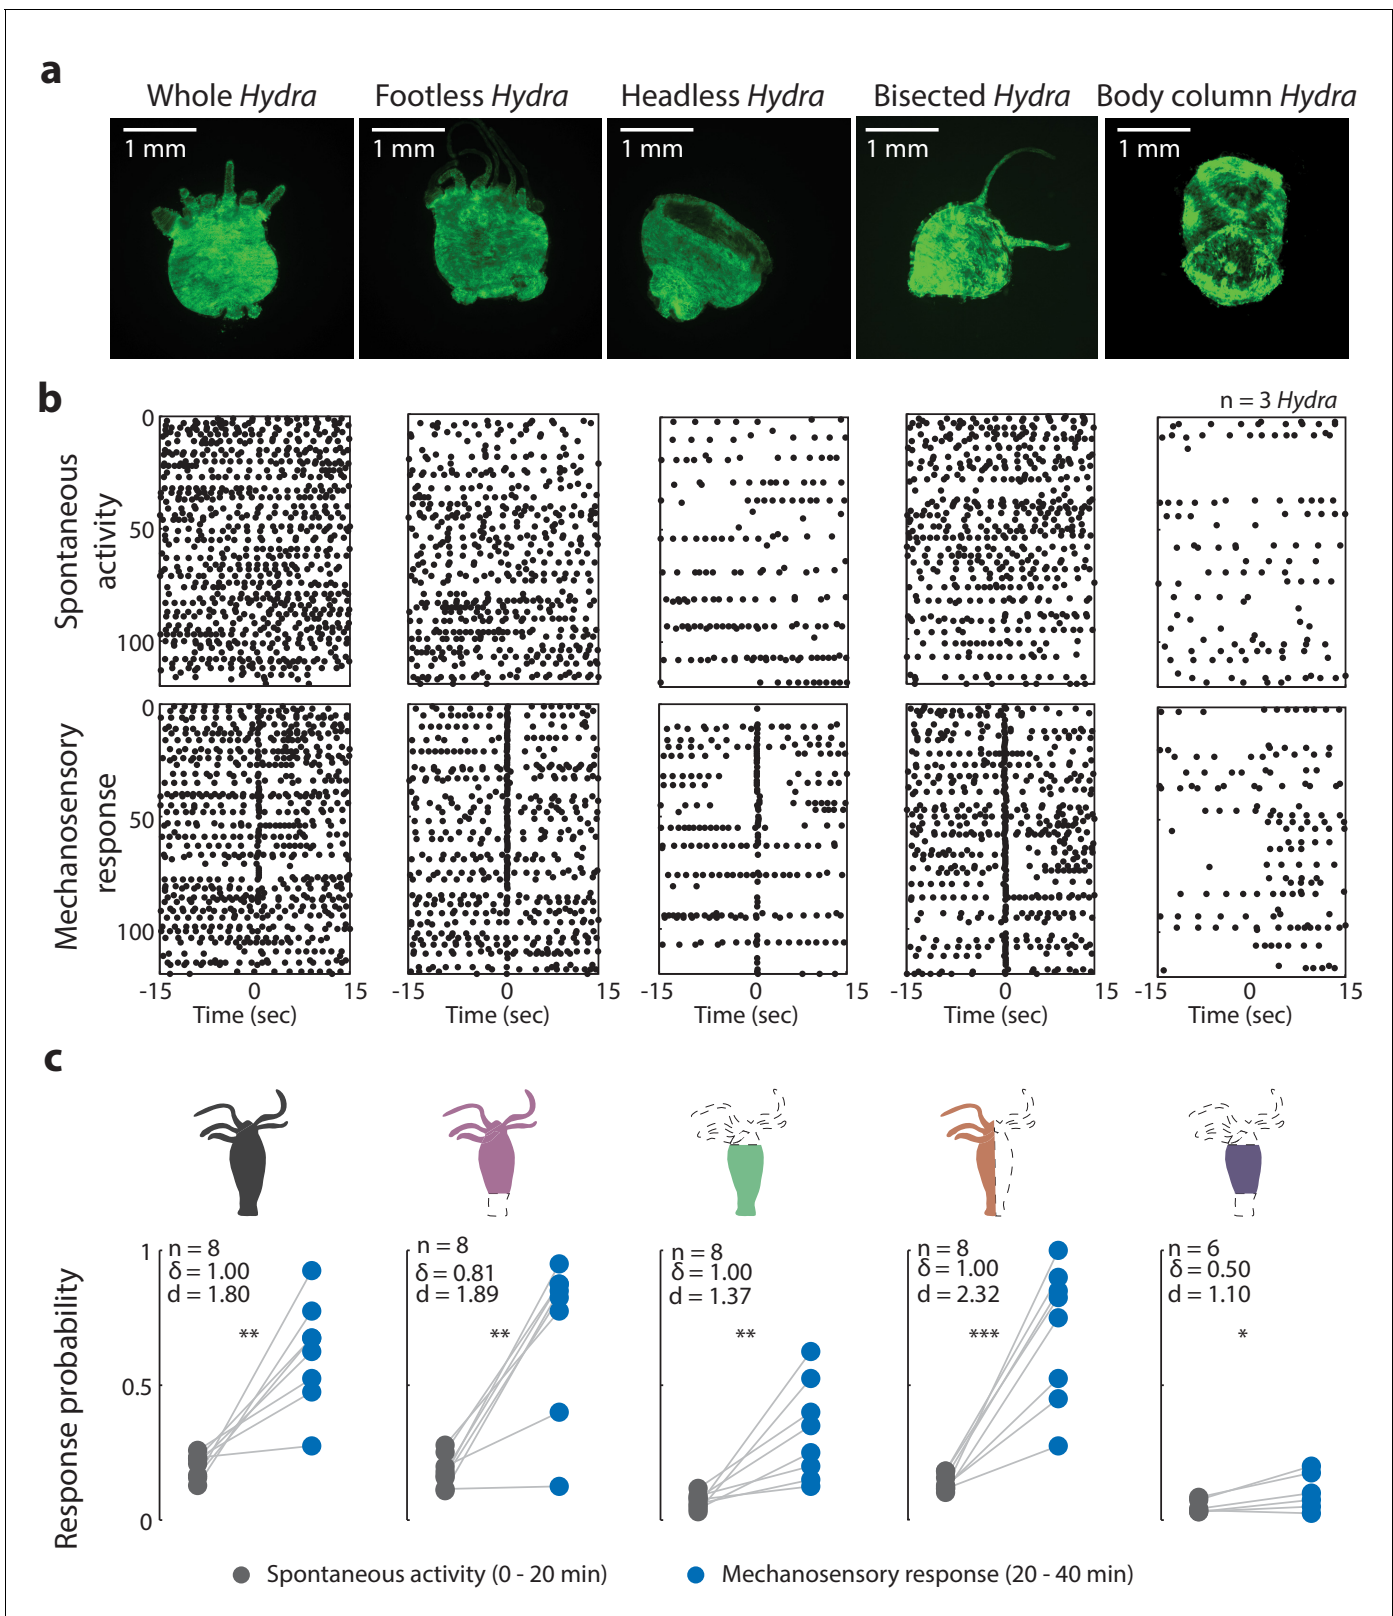 a
Whole Hydra
Footless Hydra
Headless Hydra
Bisected Hydra
Body column Hydra
1 mm
1 mm
1 mm
1 mm
1 mm
b
n = 3 Hydra
Spontaneous
activity
0
50
100
Mechanosensory
response
0
50
100
-15 0 15
Time (sec)
-15 0 15
Time (sec)
-15 0 15
Time (sec)
-15 0 15
Time (sec)
-15 0 15
Time (sec)
c
Response probability
1
0.5
0
n = 8
δ = 1.00
d = 1.80
**
n = 8
δ = 0.81
d = 1.89
**
n = 8
δ = 1.00
d = 1.37
**
n = 8
δ = 1.00
d = 2.32
***
n = 6
δ = 0.50
d = 1.10
*
Spontaneous activity (0 - 20 min)
Mechanosensory response (20 - 40 min)